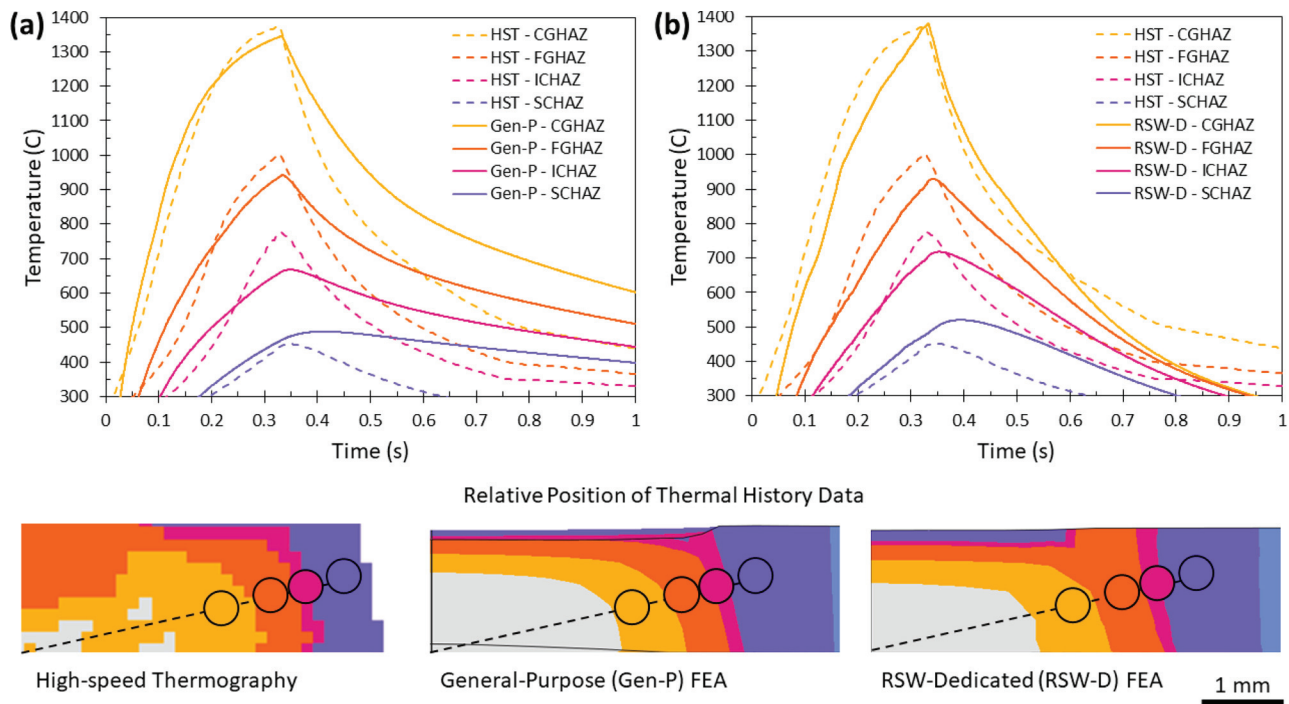 (a)
1400
1300
1200
1100
1000
900
800
700
600
500
400
300
Temperature (C)
0 0.1 0.2 0.3 0.4 0.5 0.6 0.7 0.8 0.9 1
Time (s)
HST - CGHAZ
HST - FGHAZ
HST - ICHAZ
HST - SCHAZ
Gen-P - CGHAZ
Gen-P - FGHAZ
Gen-P - ICHAZ
Gen-P - SCHAZ
(b)
1400
1300
1200
1100
1000
900
800
700
600
500
400
300
Temperature (C)
0 0.1 0.2 0.3 0.4 0.5 0.6 0.7 0.8 0.9 1
Time (s)
HST - CGHAZ
HST - FGHAZ
HST - ICHAZ
HST - SCHAZ
RSW-D - CGHAZ
RSW-D - FGHAZ
RSW-D - ICHAZ
RSW-D - SCHAZ
Relative Position of Thermal History Data
High-speed Thermography
General-Purpose (Gen-P) FEA
RSW-Dedicated (RSW-D) FEA
1 mm